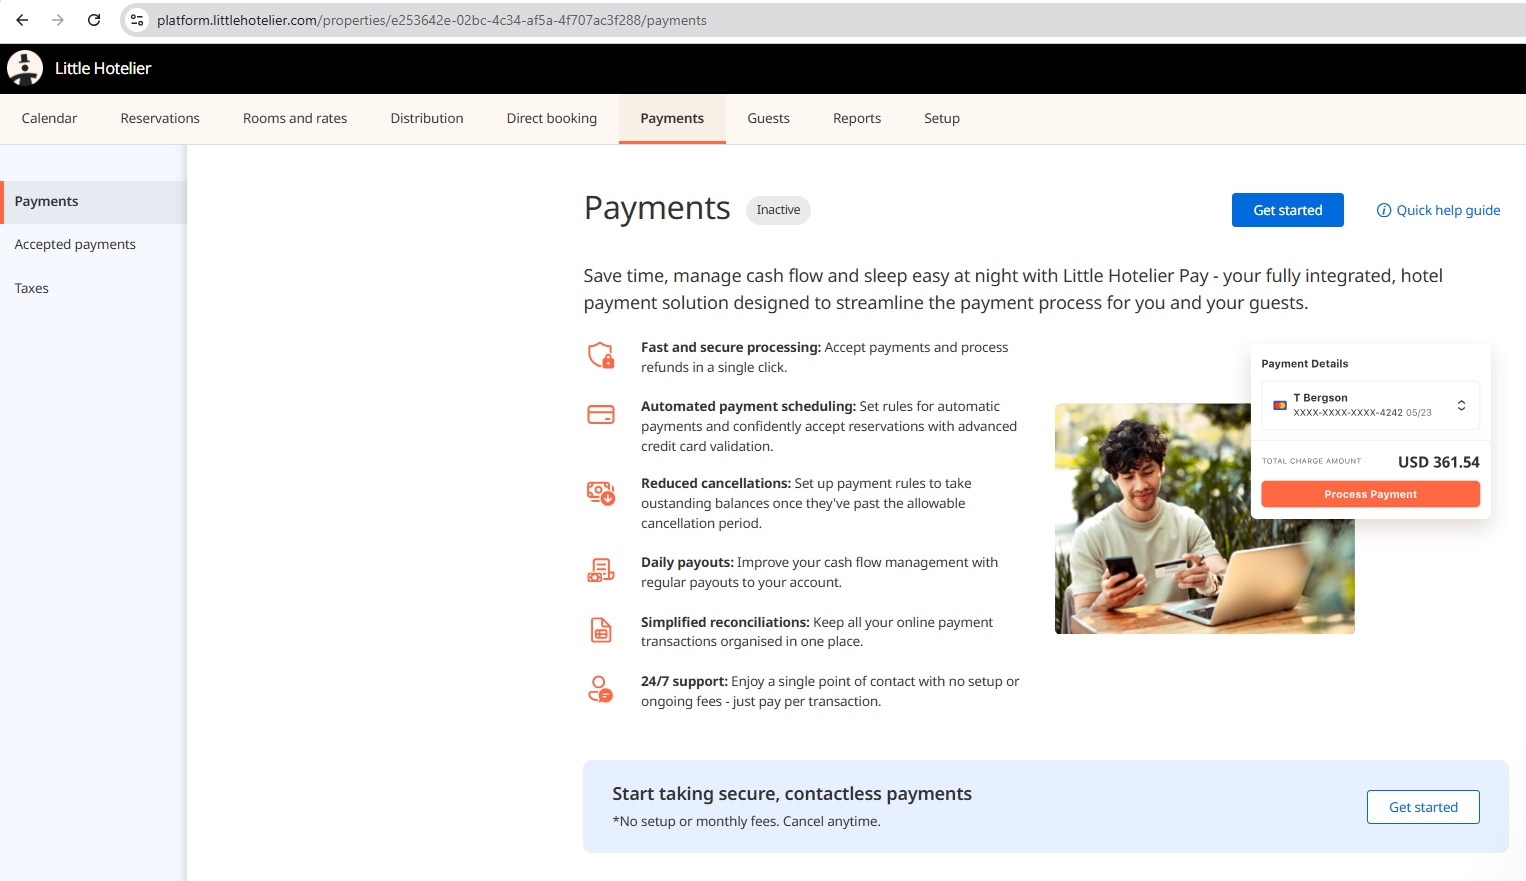 platform.littlehotelier.com/properties/e253642e-02bc-4c34-af5a-4f707ac3f288/payments
Little Hotelier
Calendar
Reservations
Rooms and rates
Distribution
Direct booking
Payments
Guests
Reports
Setup
Payments
Accepted payments
Taxes
Payments
Inactive
Get started
Quick help guide
Save time, manage cash flow and sleep easy at night with Little Hotelier Pay - your fully integrated, hotel
payment solution designed to streamline the payment process for you and your guests.
Fast and secure processing: Accept payments and process
refunds in a single click.
Automated payment scheduling: Set rules for automatic
payments and confidently accept reservations with advanced
credit card validation.
Reduced cancellations: Set up payment rules to take
oustanding balances once they've past the allowable
cancellation period.
Daily payouts: Improve your cash flow management with
regular payouts to your account.
Simplified reconciliations: Keep all your online payment
transactions organised in one place.
24/7 support: Enjoy a single point of contact with no setup or
ongoing fees - just pay per transaction.
Payment Details
T Bergson
XXXX-XXXX-XXXX-4242 05/23
TOTAL CHARGE AMOUNT
USD 361.54
Process Payment
Start taking secure, contactless payments
*No setup or monthly fees. Cancel anytime.
Get started